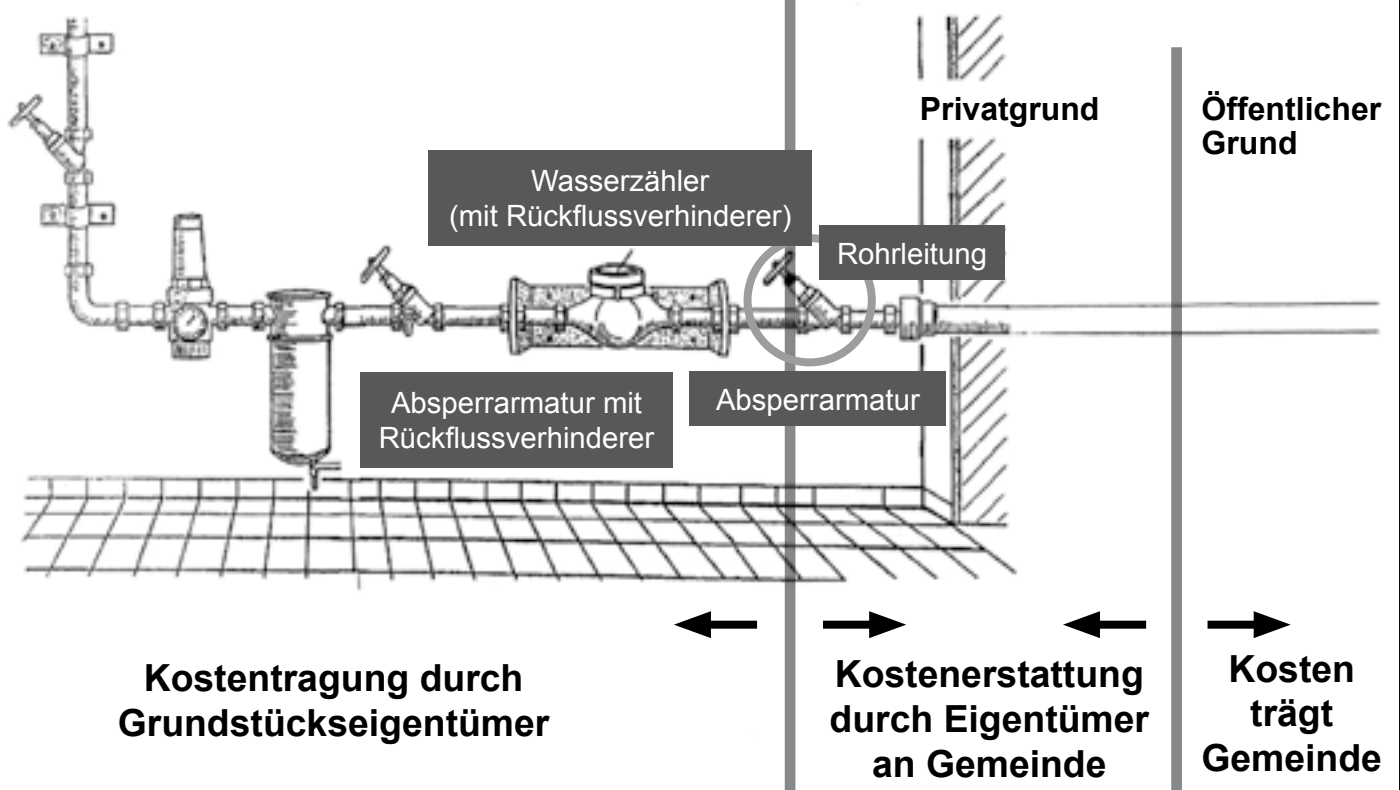 Privatgrund
Öffentlicher
Grund
Wasserzähler
(mit Rückflussverhinderer)
Rohrleitung
Absperrarmatur mit
Rückflussverhinderer
Absperrarmatur
Kostentragung durch
Grundstückseigentümer
Kostenerstattung
durch Eigentümer
an Gemeinde
Kosten
trägt
Gemeinde